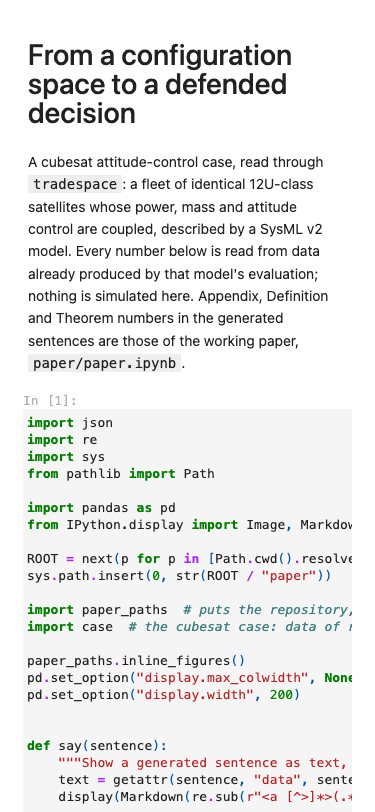 From a configuration
space to a defended
decision
A cubesat attitude-control case, read through
tradespace : a fleet of identical 12U-class
satellites whose power, mass and attitude
control are coupled, described by a SysML v2
model. Every number below is read from data
already produced by that model's evaluation;
nothing is simulated here. Appendix, Definition
and Theorem numbers in the generated
sentences are those of the working paper,
paper/paper.ipynb .
In [1]:
import json
import re
import sys
from pathlib import Path
import pandas as pd
from IPython.display import Image, Markdow
ROOT = next(p for p in [Path.cwd().resolve
sys.path.insert(0, str(ROOT / "paper"))
import paper_paths  # puts the repository,
import case  # the cubesat case: data of r
paper_paths.inline_figures()
pd.set_option("display.max_colwidth", None
pd.set_option("display.width", 200)
def say(sentence):
    """Show a generated sentence as text,
    text = getattr(sentence, "data", sente
    display(Markdown(re.sub(r"<a [^>]*>(.*